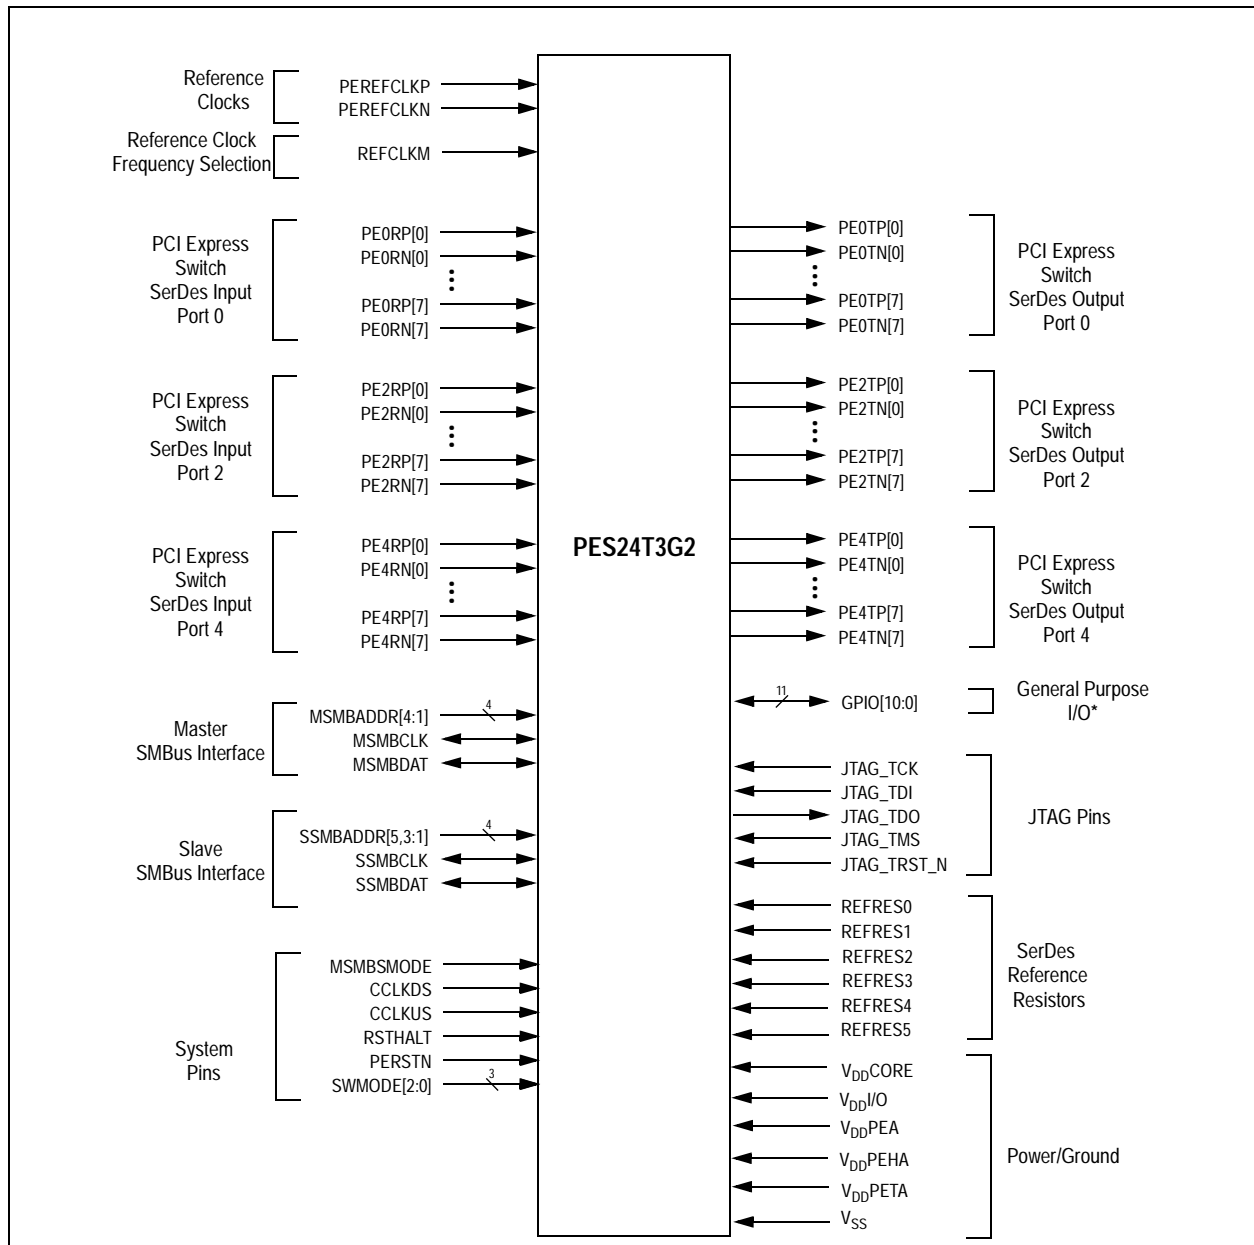 Reference
Clocks
PEREFCLKP
PEREFCLKN
Reference Clock
Frequency Selection
REFCLKM
PCI Express
Switch
SerDes Input
Port 0
PE0RP[0]
PE0RN[0]
PE0RP[7]
PE0RN[7]
PCI Express
Switch
SerDes Input
Port 2
PE2RP[0]
PE2RN[0]
PE2RP[7]
PE2RN[7]
PCI Express
Switch
SerDes Input
Port 4
PE4RP[0]
PE4RN[0]
PE4RP[7]
PE4RN[7]
Master
SMBus Interface
MSMBADDR[4:1]
4
MSMBCLK
MSMBDAT
Slave
SMBus Interface
SSMBADDR[5,3:1]
4
SSMBCLK
SSMBDAT
System
Pins
MSMBSMODE
CCLKDS
CCLKUS
RSTHALT
PERSTN
SWMODE[2:0]
3
PES24T3G2
PE0TP[0]
PE0TN[0]
PE0TP[7]
PE0TN[7]
PCI Express
Switch
SerDes Output
Port 0
PE2TP[0]
PE2TN[0]
PE2TP[7]
PE2TN[7]
PCI Express
Switch
SerDes Output
Port 2
PE4TP[0]
PE4TN[0]
PE4TP[7]
PE4TN[7]
PCI Express
Switch
SerDes Output
Port 4
11
GPIO[10:0]
General Purpose
I/O*
JTAG_TCK
JTAG_TDI
JTAG_TDO
JTAG_TMS
JTAG_TRST_N
JTAG Pins
REFRES0
REFRES1
REFRES2
REFRES3
REFRES4
REFRES5
SerDes
Reference
Resistors
VDDCORE
VDDI/O
VDDPEA
VDDPEHA
VDDPETA
VSS
Power/Ground